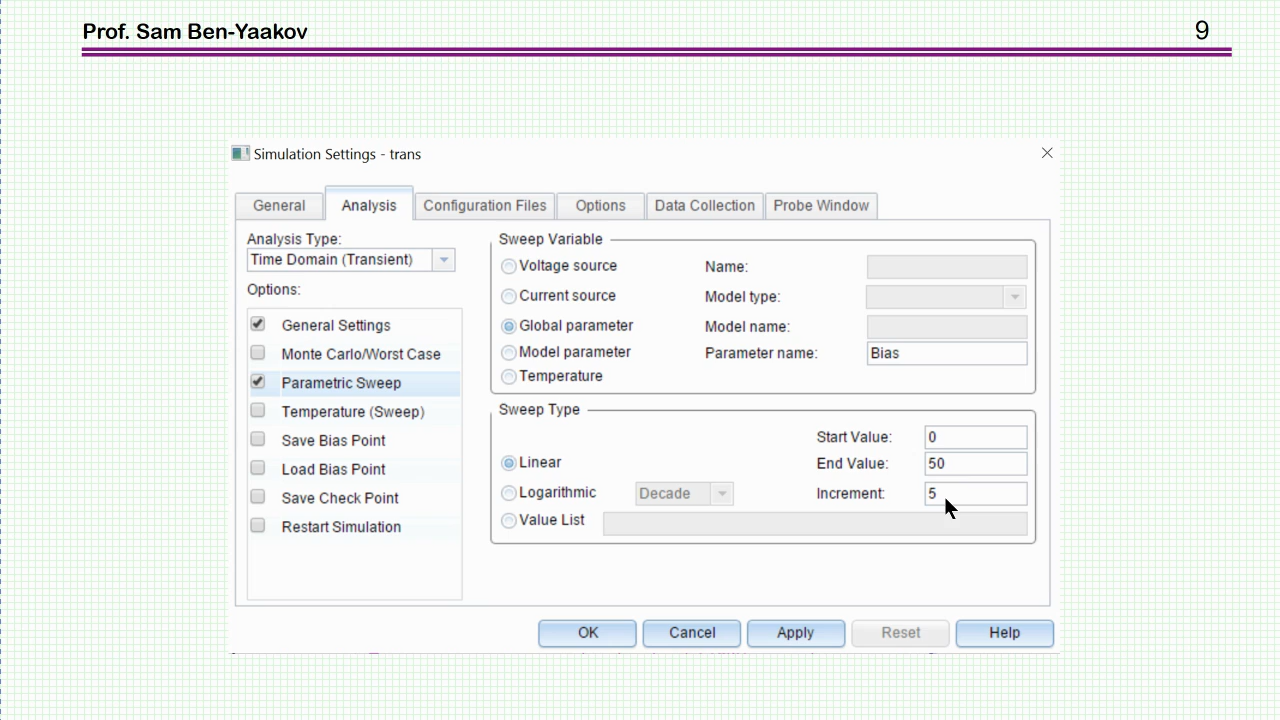 Prof. Sam Ben-Yaakov
9
Simulation Settings - trans
General
Analysis
Configuration Files
Options
Data Collection
Probe Window
Analysis Type:
Time Domain (Transient)
Options:
General Settings
Monte Carlo/Worst Case
Parametric Sweep
Temperature (Sweep)
Save Bias Point
Load Bias Point
Save Check Point
Restart Simulation
Sweep Variable
Voltage source
Name:
Current source
Model type:
Global parameter
Model name:
Model parameter
Parameter name: Bias
Temperature
Sweep Type
Start Value: 0
Linear
End Value: 50
Logarithmic
Decade
Increment: 5
Value List
OK
Cancel
Apply
Reset
Help